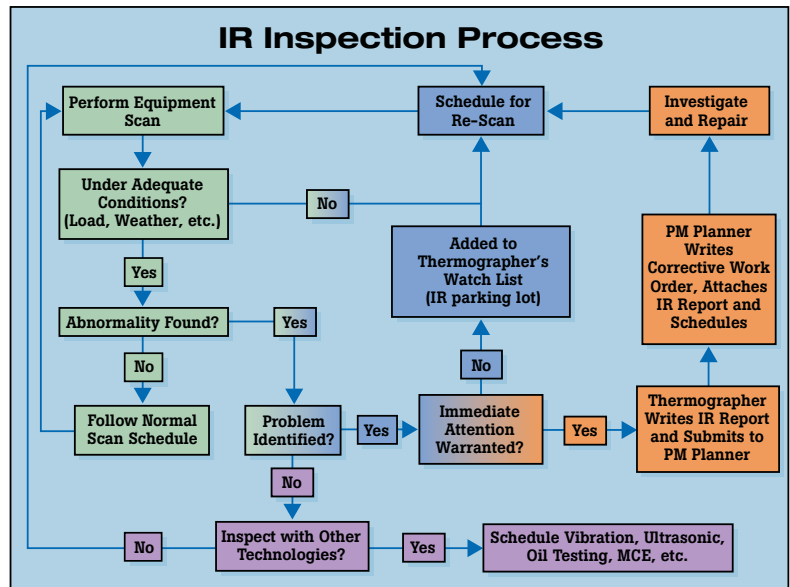 IR Inspection Process
Perform Equipment
Scan
Schedule for
Re-Scan
Investigate
and Repair
Under Adequate
Conditions?
(Load, Weather, etc.)
No
Added to
Thermographer's
Watch List
(IR parking lot)
PM Planner
Writes
Corrective Work
Order, Attaches
IR Report and
Schedules
Yes
Abnormality Found?
Yes
No
No
Follow Normal
Scan Schedule
Problem
Identified?
Yes
Immediate
Attention
Warranted?
Yes
Thermographer
Writes IR Report
and Submits to
PM Planner
No
No
Inspect with Other
Technologies?
Yes
Schedule Vibration, Ultrasonic,
Oil Testing, MCE, etc.